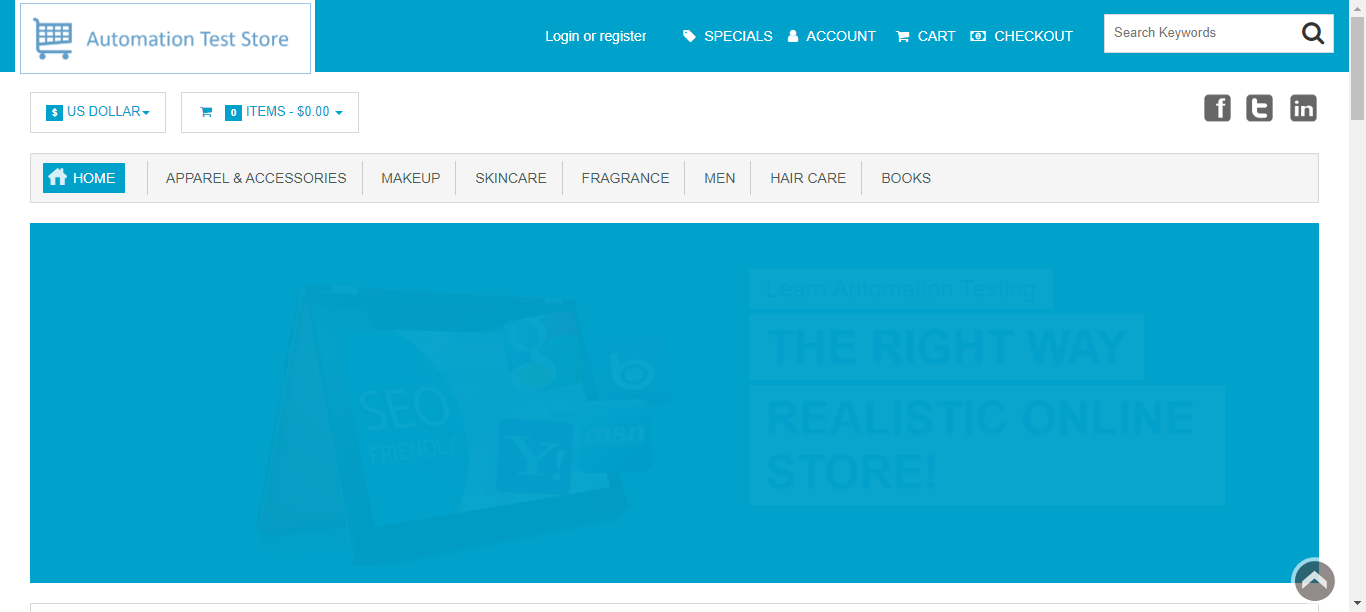 Automation Test Store
Login or register
SPECIALS
ACCOUNT
CART
CHECKOUT
Search Keywords
$ US DOLLAR
0 ITEMS - $0.00
HOME
APPAREL & ACCESSORIES
MAKEUP
SKINCARE
FRAGRANCE
MEN
HAIR CARE
BOOKS
SEO
FRIENDLY
g
b
Y!
msn
Learn Automation Testing
THE RIGHT WAY
REALISTIC ONLINE
STORE!